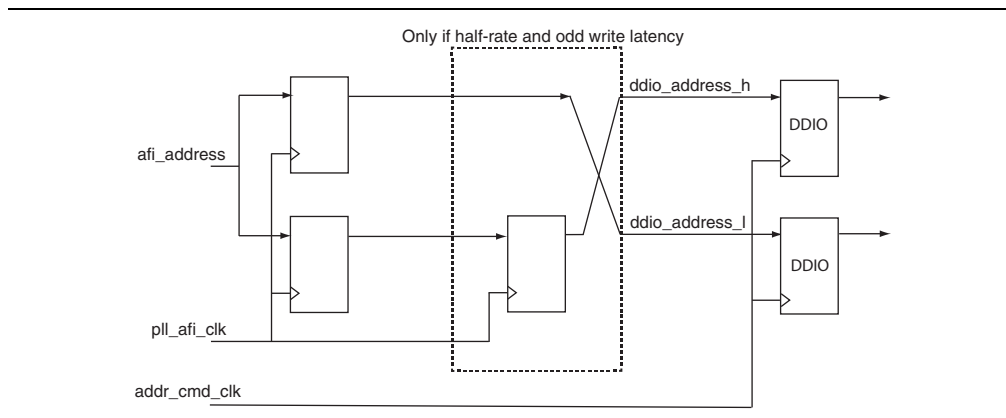 Only if half-rate and odd write latency
ddio_address_h
DDIO
afi_address
ddio_address_l
DDIO
pll_afi_clk
addr_cmd_clk